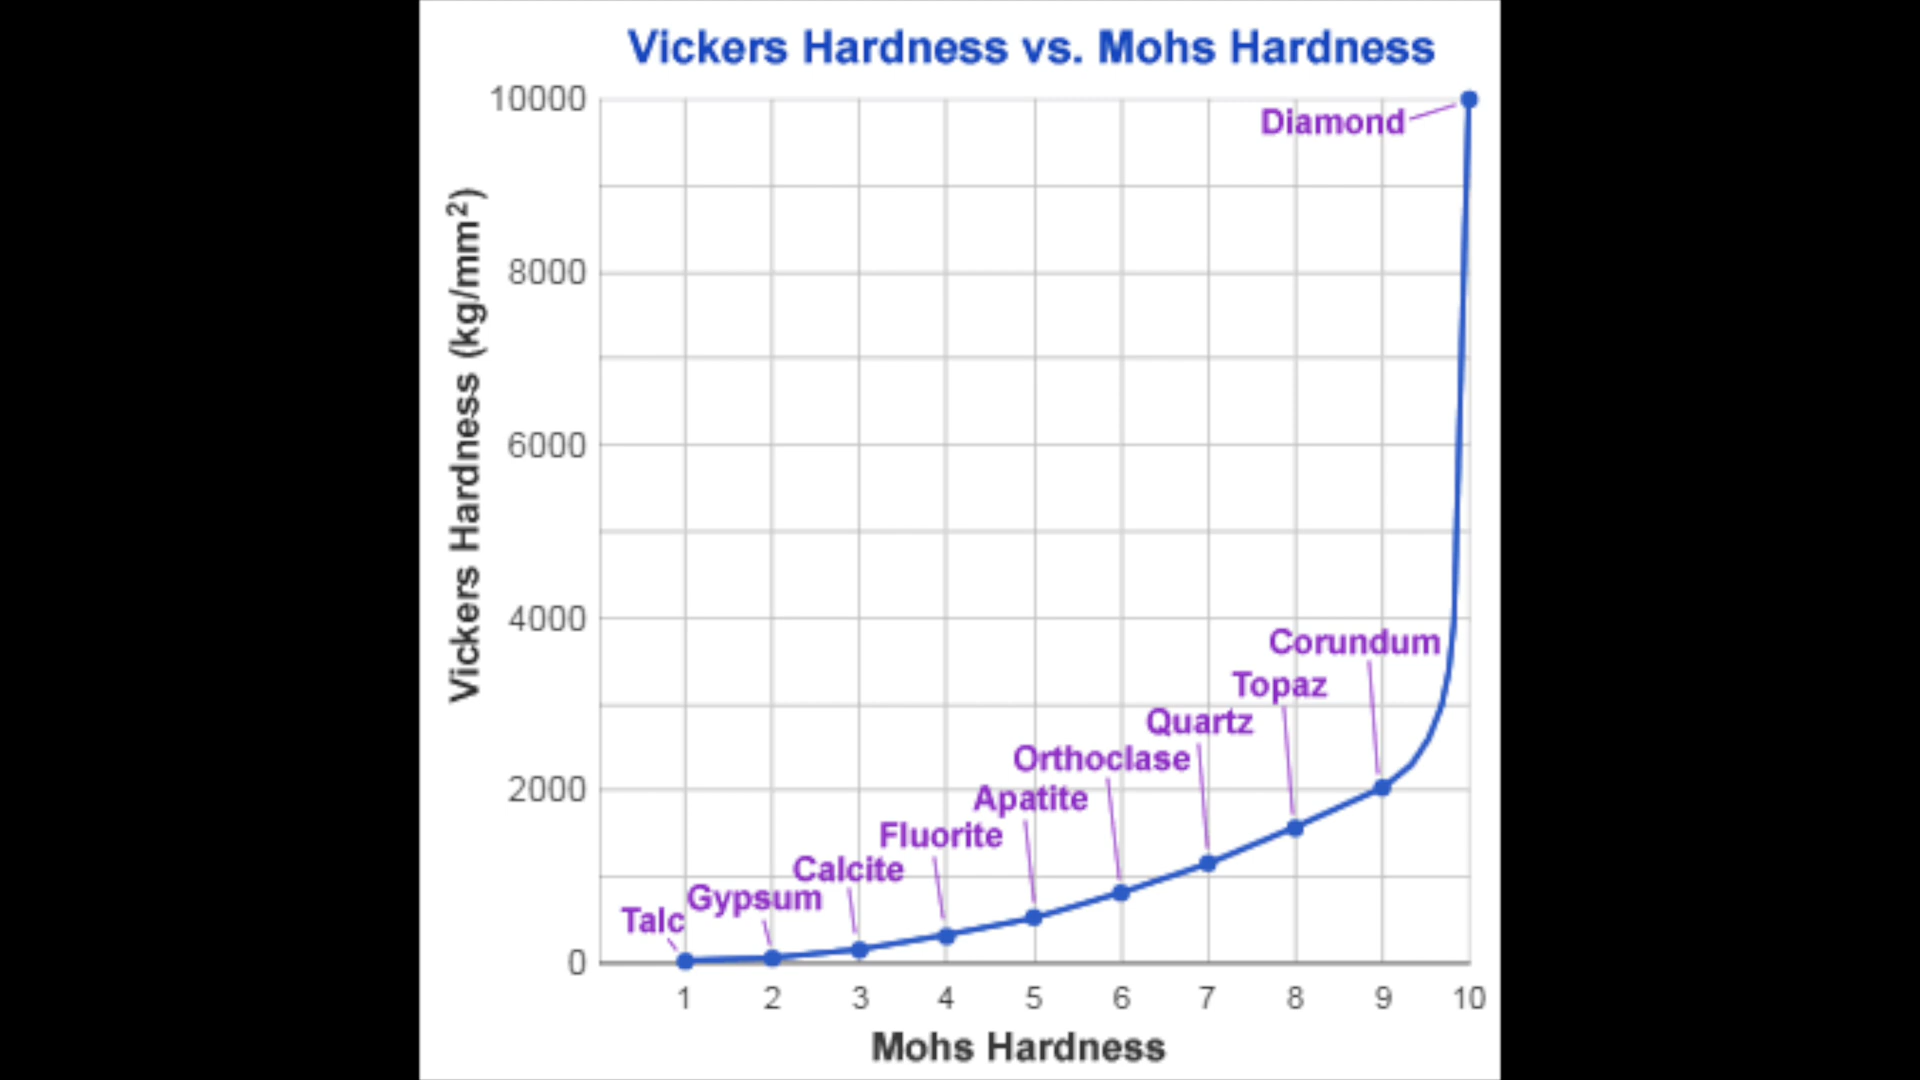 Vickers Hardness vs. Mohs Hardness
10000
Diamond
8000
6000
4000
2000
0
Vickers Hardness (kg/mm²)
Corundum
Topaz
Quartz
Orthoclase
Apatite
Fluorite
Calcite
Gypsum
Talc
1 2 3 4 5 6 7 8 9 10
Mohs Hardness